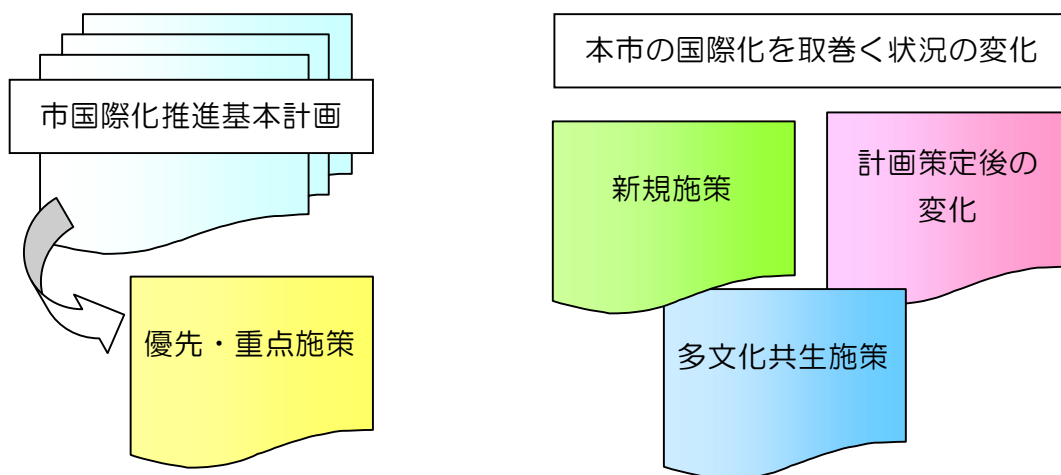 市国際化推進基本計画
優先・重点施策
本市の国際化を取巻く状況の変化
新規施策
計画策定後の
変化
多文化共生施策